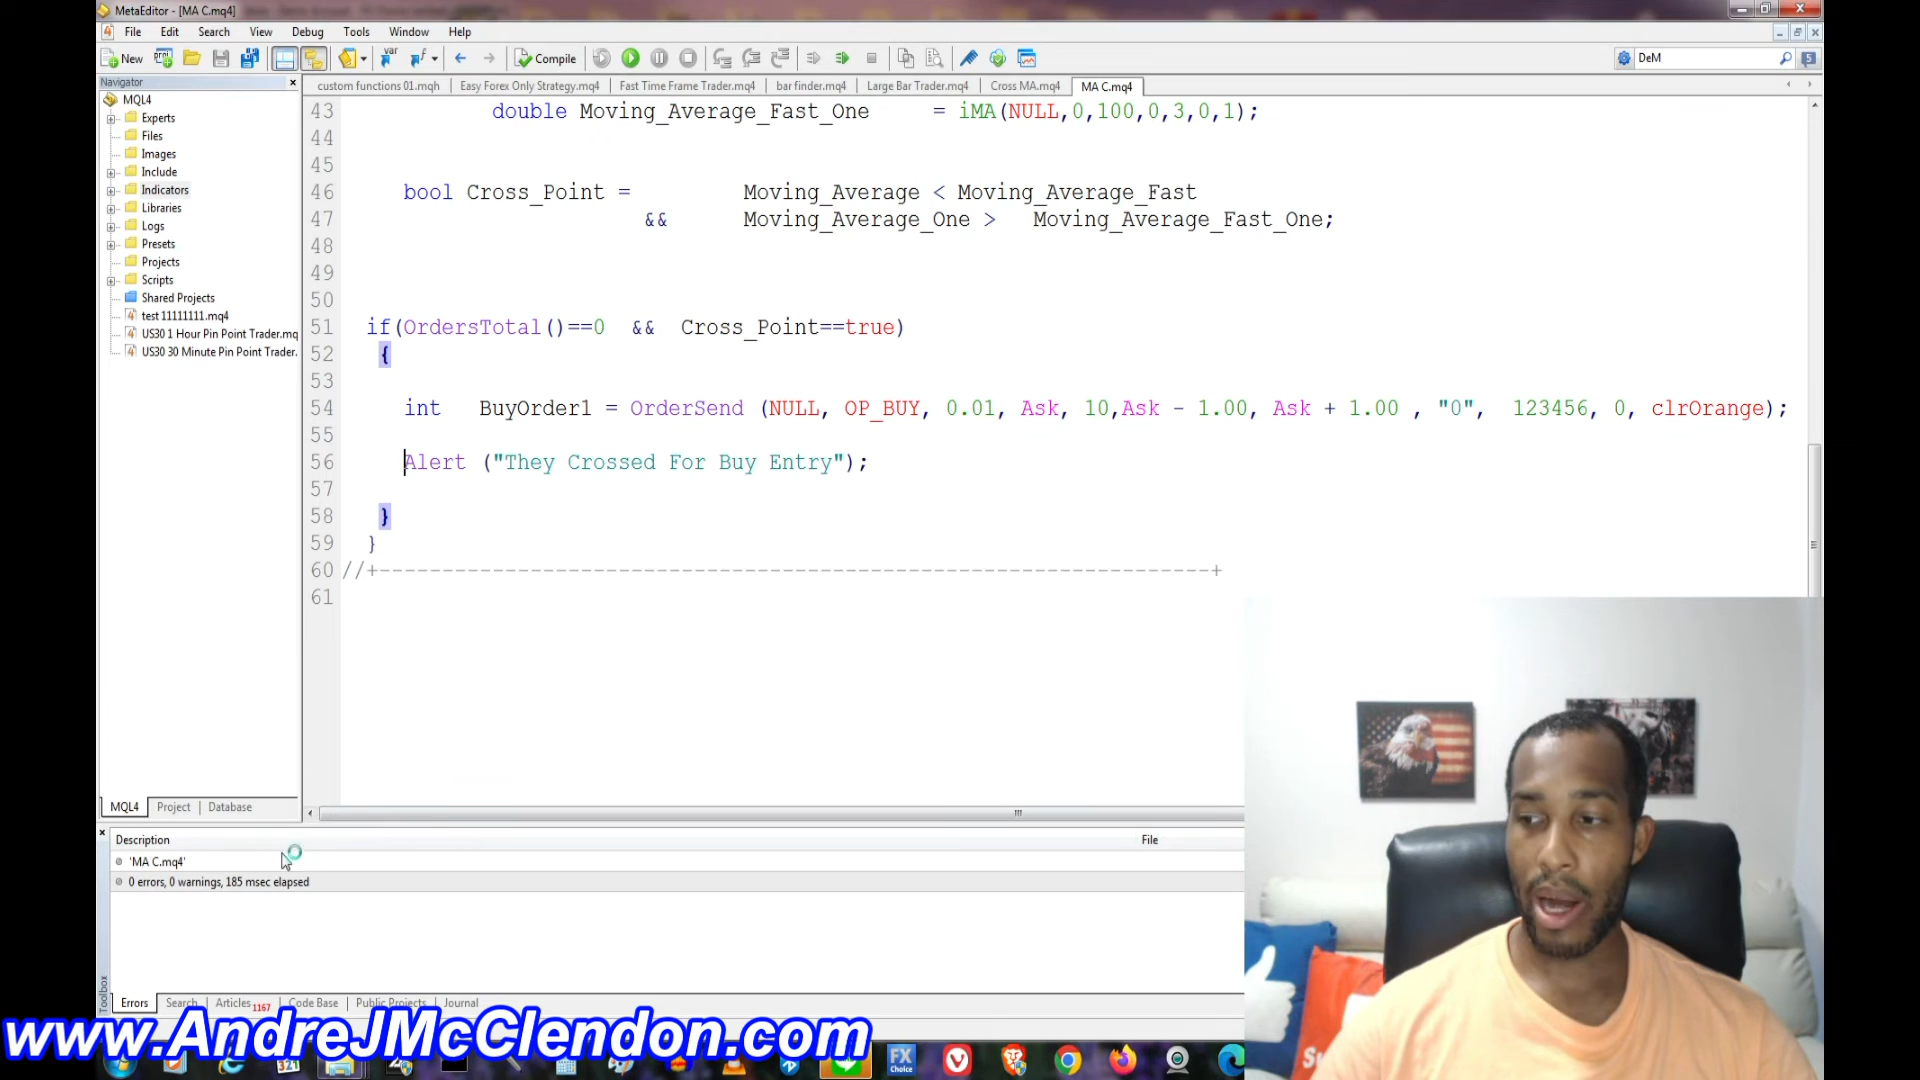 MetaEditor - [MA C.mq4]
File Edit Search View Debug Tools Window Help
New Compile DeM
Navigator
custom functions 01.mqh Easy Forex Only Strategy.mq4 Fast Time Frame Trader.mq4 bar finder.mq4 Large Bar Trader.mq4 Cross MA.mq4 MA C.mq4
MQL4
Experts
Files
Images
Include
Indicators
Libraries
Logs
Presets
Projects
Scripts
Shared Projects
test 11111111.mq4
US30 1 Hour Pin Point Trader.mq
US30 30 Minute Pin Point Trader.
43 double Moving_Average_Fast_One = iMA(NULL,0,100,0,3,0,1);
44
45
46 bool Cross_Point = Moving_Average < Moving_Average_Fast
47 && Moving_Average_One > Moving_Average_Fast_One;
48
49
50
51 if(OrdersTotal()==0 && Cross_Point==true)
52 {
53
54 int BuyOrder1 = OrderSend (NULL, OP_BUY, 0.01, Ask, 10,Ask - 1.00, Ask + 1.00 , "0", 123456, 0, clrOrange);
55
56 Alert ("They Crossed For Buy Entry");
57
58 }
59 }
60 //+------------------------------------------------------------------+
61
MQL4 Project Database
Description File
'MA C.mq4'
0 errors, 0 warnings, 185 msec elapsed
Toolbox
Errors Search Articles 1167 Code Base Public Projects Journal
www.AndreJMcClendon.com
321
FX
Choice